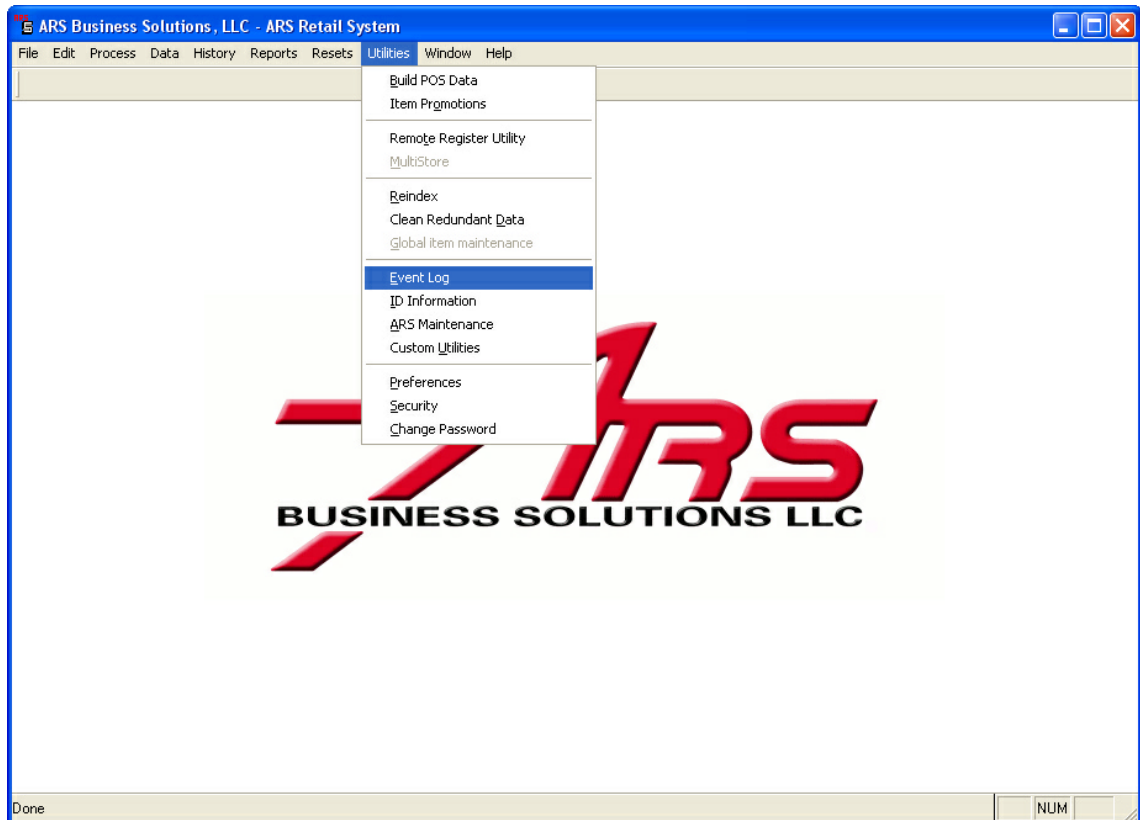 ARS Business Solutions, LLC - ARS Retail System
File Edit Process Data History Reports Resets Utilities Window Help
Build POS Data
Item Promotions
Remote Register Utility
MultiStore
Reindex
Clean Redundant Data
Global item maintenance
Event Log
ID Information
ARS Maintenance
Custom Utilities
Preferences
Security
Change Password
ARS
BUSINESS SOLUTIONS LLC
Done NUM